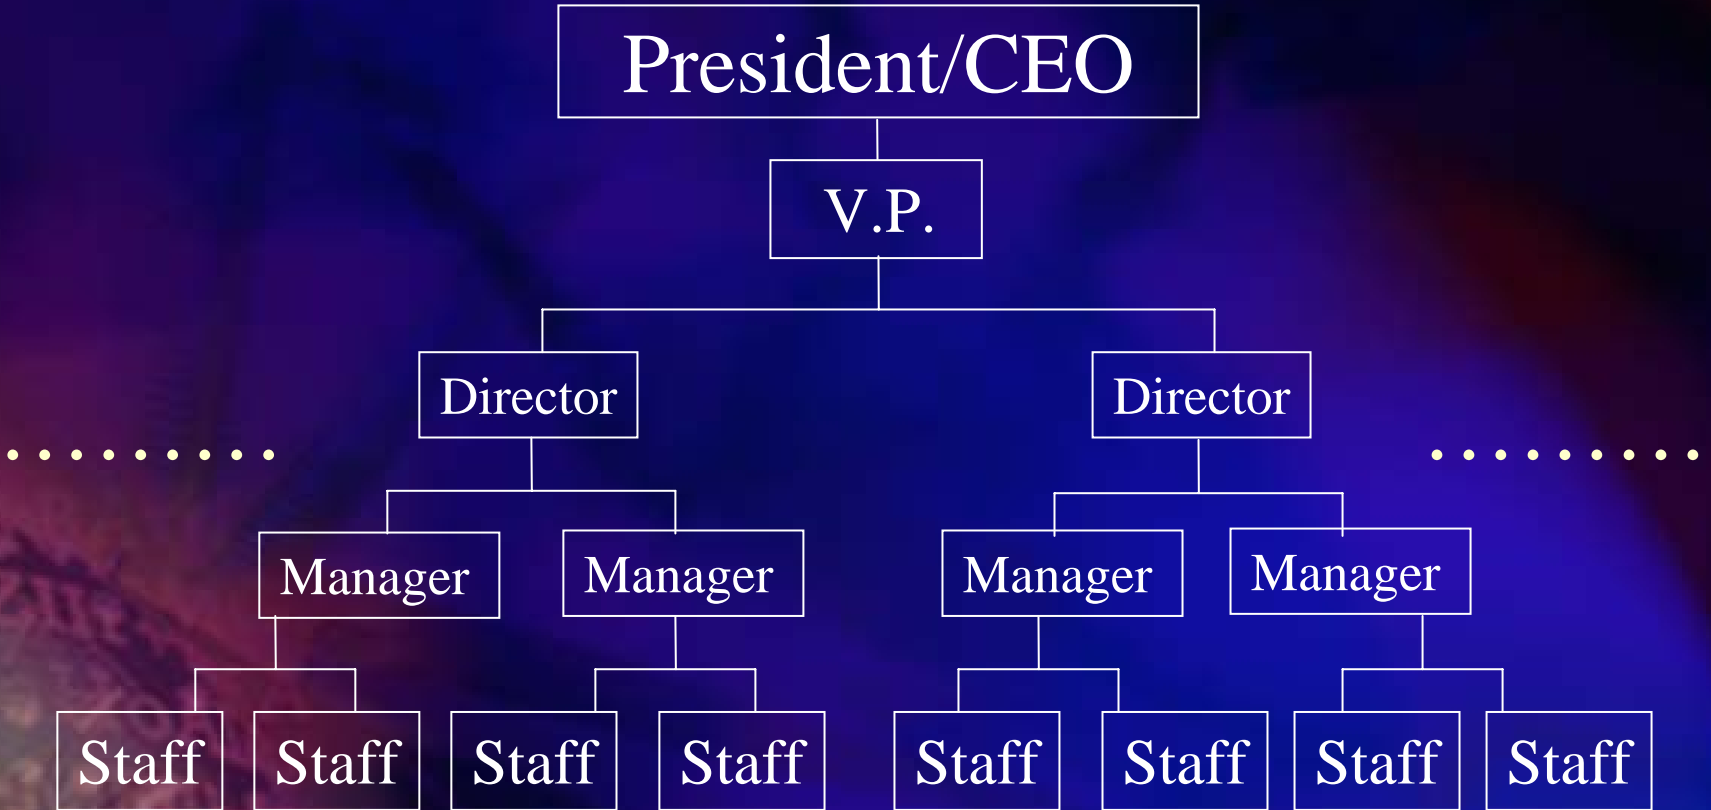 President/CEO
V.P.
Director Director
Manager Manager Manager Manager
Staff Staff Staff Staff Staff Staff Staff Staff